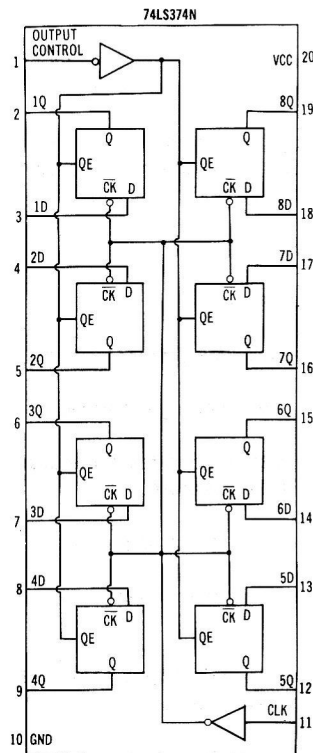 74LS374N
OUTPUT
CONTROL
VCC 20
1
1Q 8Q
2 19
Q Q
QE QE
CK D CK D
1D 8D
3 18
2D 7D
4 17
CK D CK D
QE QE
Q Q
2Q 7Q
5 16
3Q 6Q
6 15
Q Q
QE QE
CK D CK D
3D 6D
7 14
4D 5D
8 13
CK D CK D
QE QE
Q Q
4Q 5Q
9 12
CLK
11
10 GND